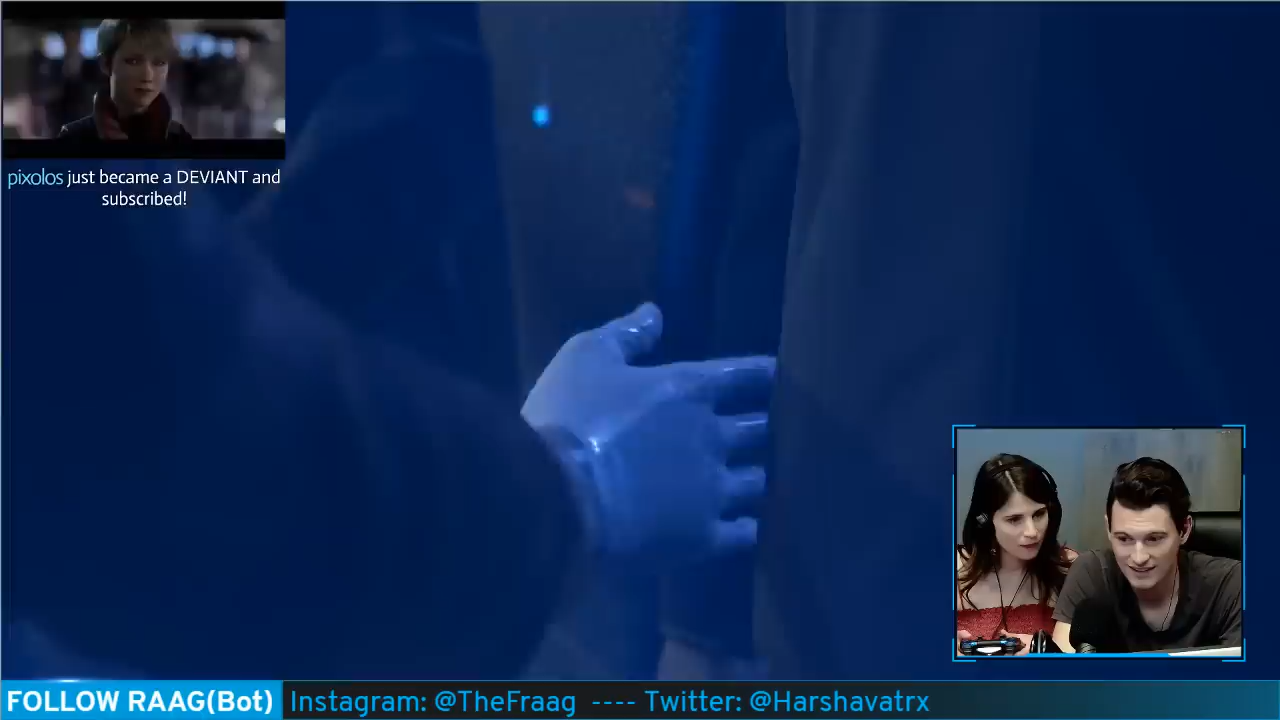 pixolos just became a DEVIANT and
subscribed!
FOLLOW RAAG(Bot) Instagram: @TheFraag ---- Twitter: @Harshavatrx